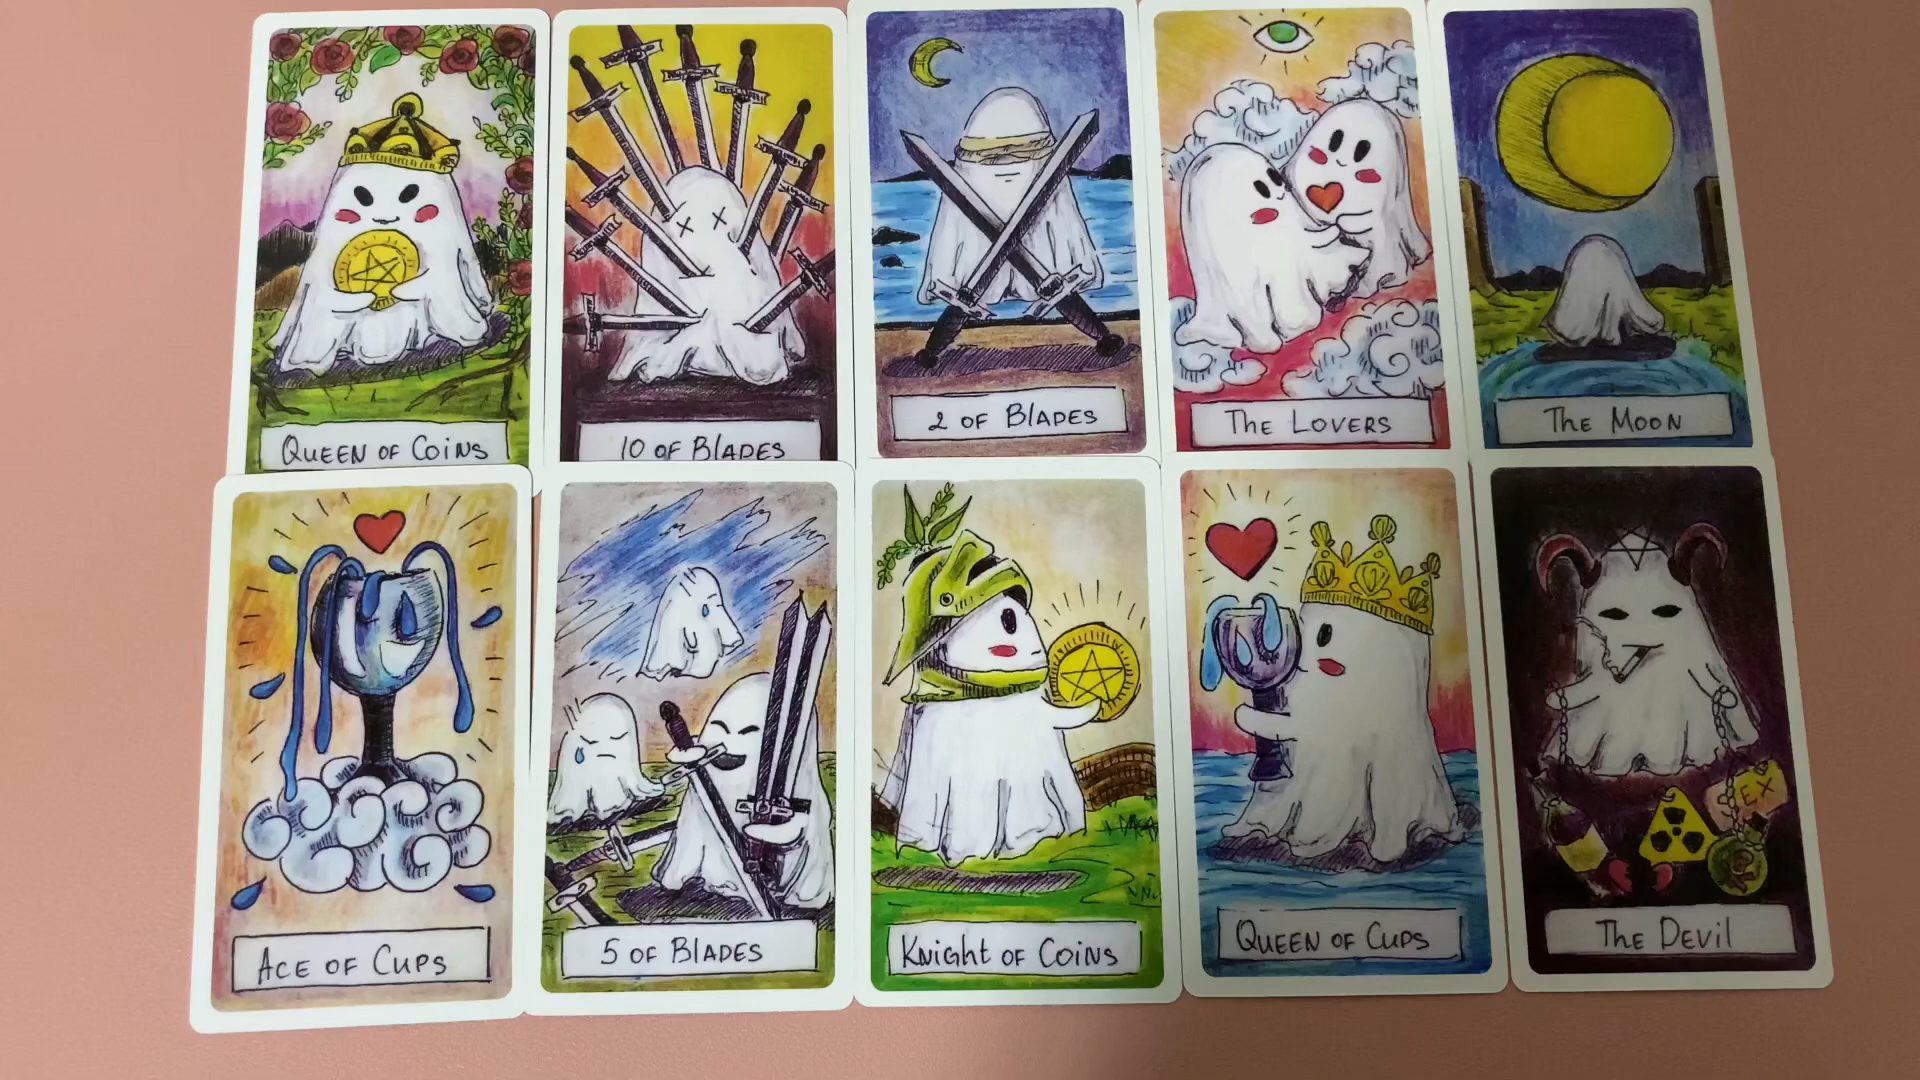 Queen of Coins
10 of Blades
2 of Blades
The Lovers
The Moon
Ace of Cups
5 of Blades
Knight of Coins
Queen of Cups
EX
The Devil